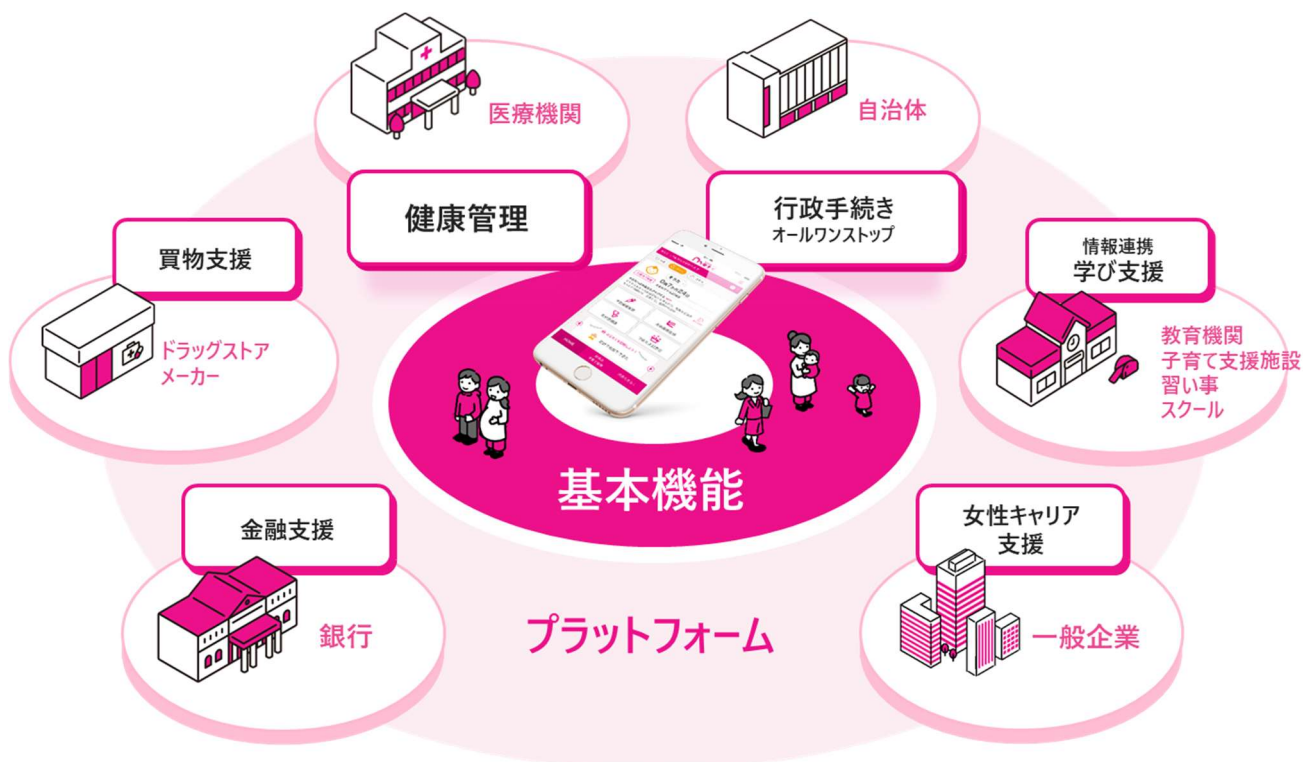 医療機関
自治体
健康管理
行政手続き
オールワンストップ
買物支援
ドラッグストア
メーカー
情報連携
学び支援
教育機関
子育て支援施設
習い事
スクール
基本機能
金融支援
銀行
女性キャリア
支援
一般企業
プラットフォーム